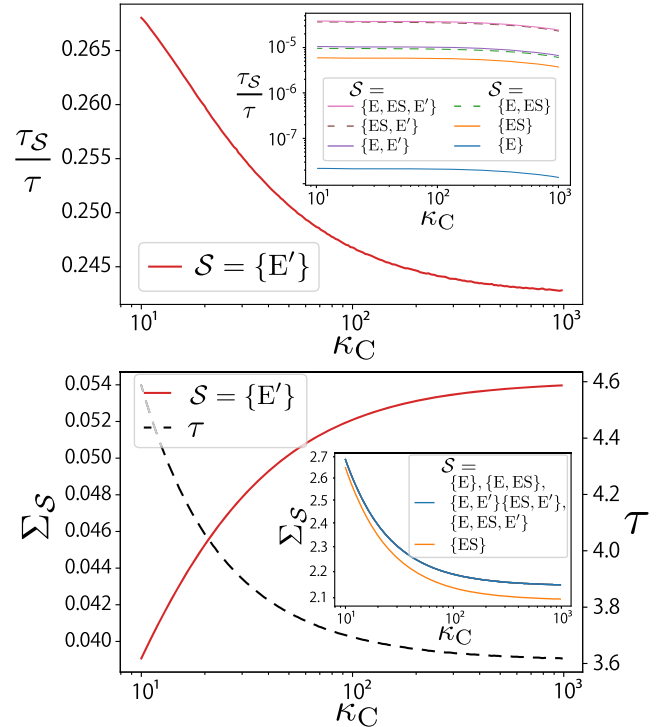 0.265
0.260
0.255
0.250
0.245
τ_S/τ
10^1
10^2
10^3
κ_C
S = {E′}
10^-5
10^-6
10^-7
τ_S/τ
S =
{E, ES, E′}
{ES, E′}
{E, E′}
S =
{E, ES}
{ES}
{E}
10^1
10^2
10^3
κ_C
0.054
0.052
0.050
0.048
0.046
0.044
0.042
0.040
Σ_S
S = {E′}
τ
4.6
4.4
4.0
3.8
3.6
τ
10^1
10^2
10^3
κ_C
2.7
2.6
2.5
2.4
2.3
2.2
2.1
Σ_S
S =
{E}, {E, ES},
{E, E′}{ES, E′},
{E, ES, E′}
{ES}
10^1
10^2
10^3
κ_C